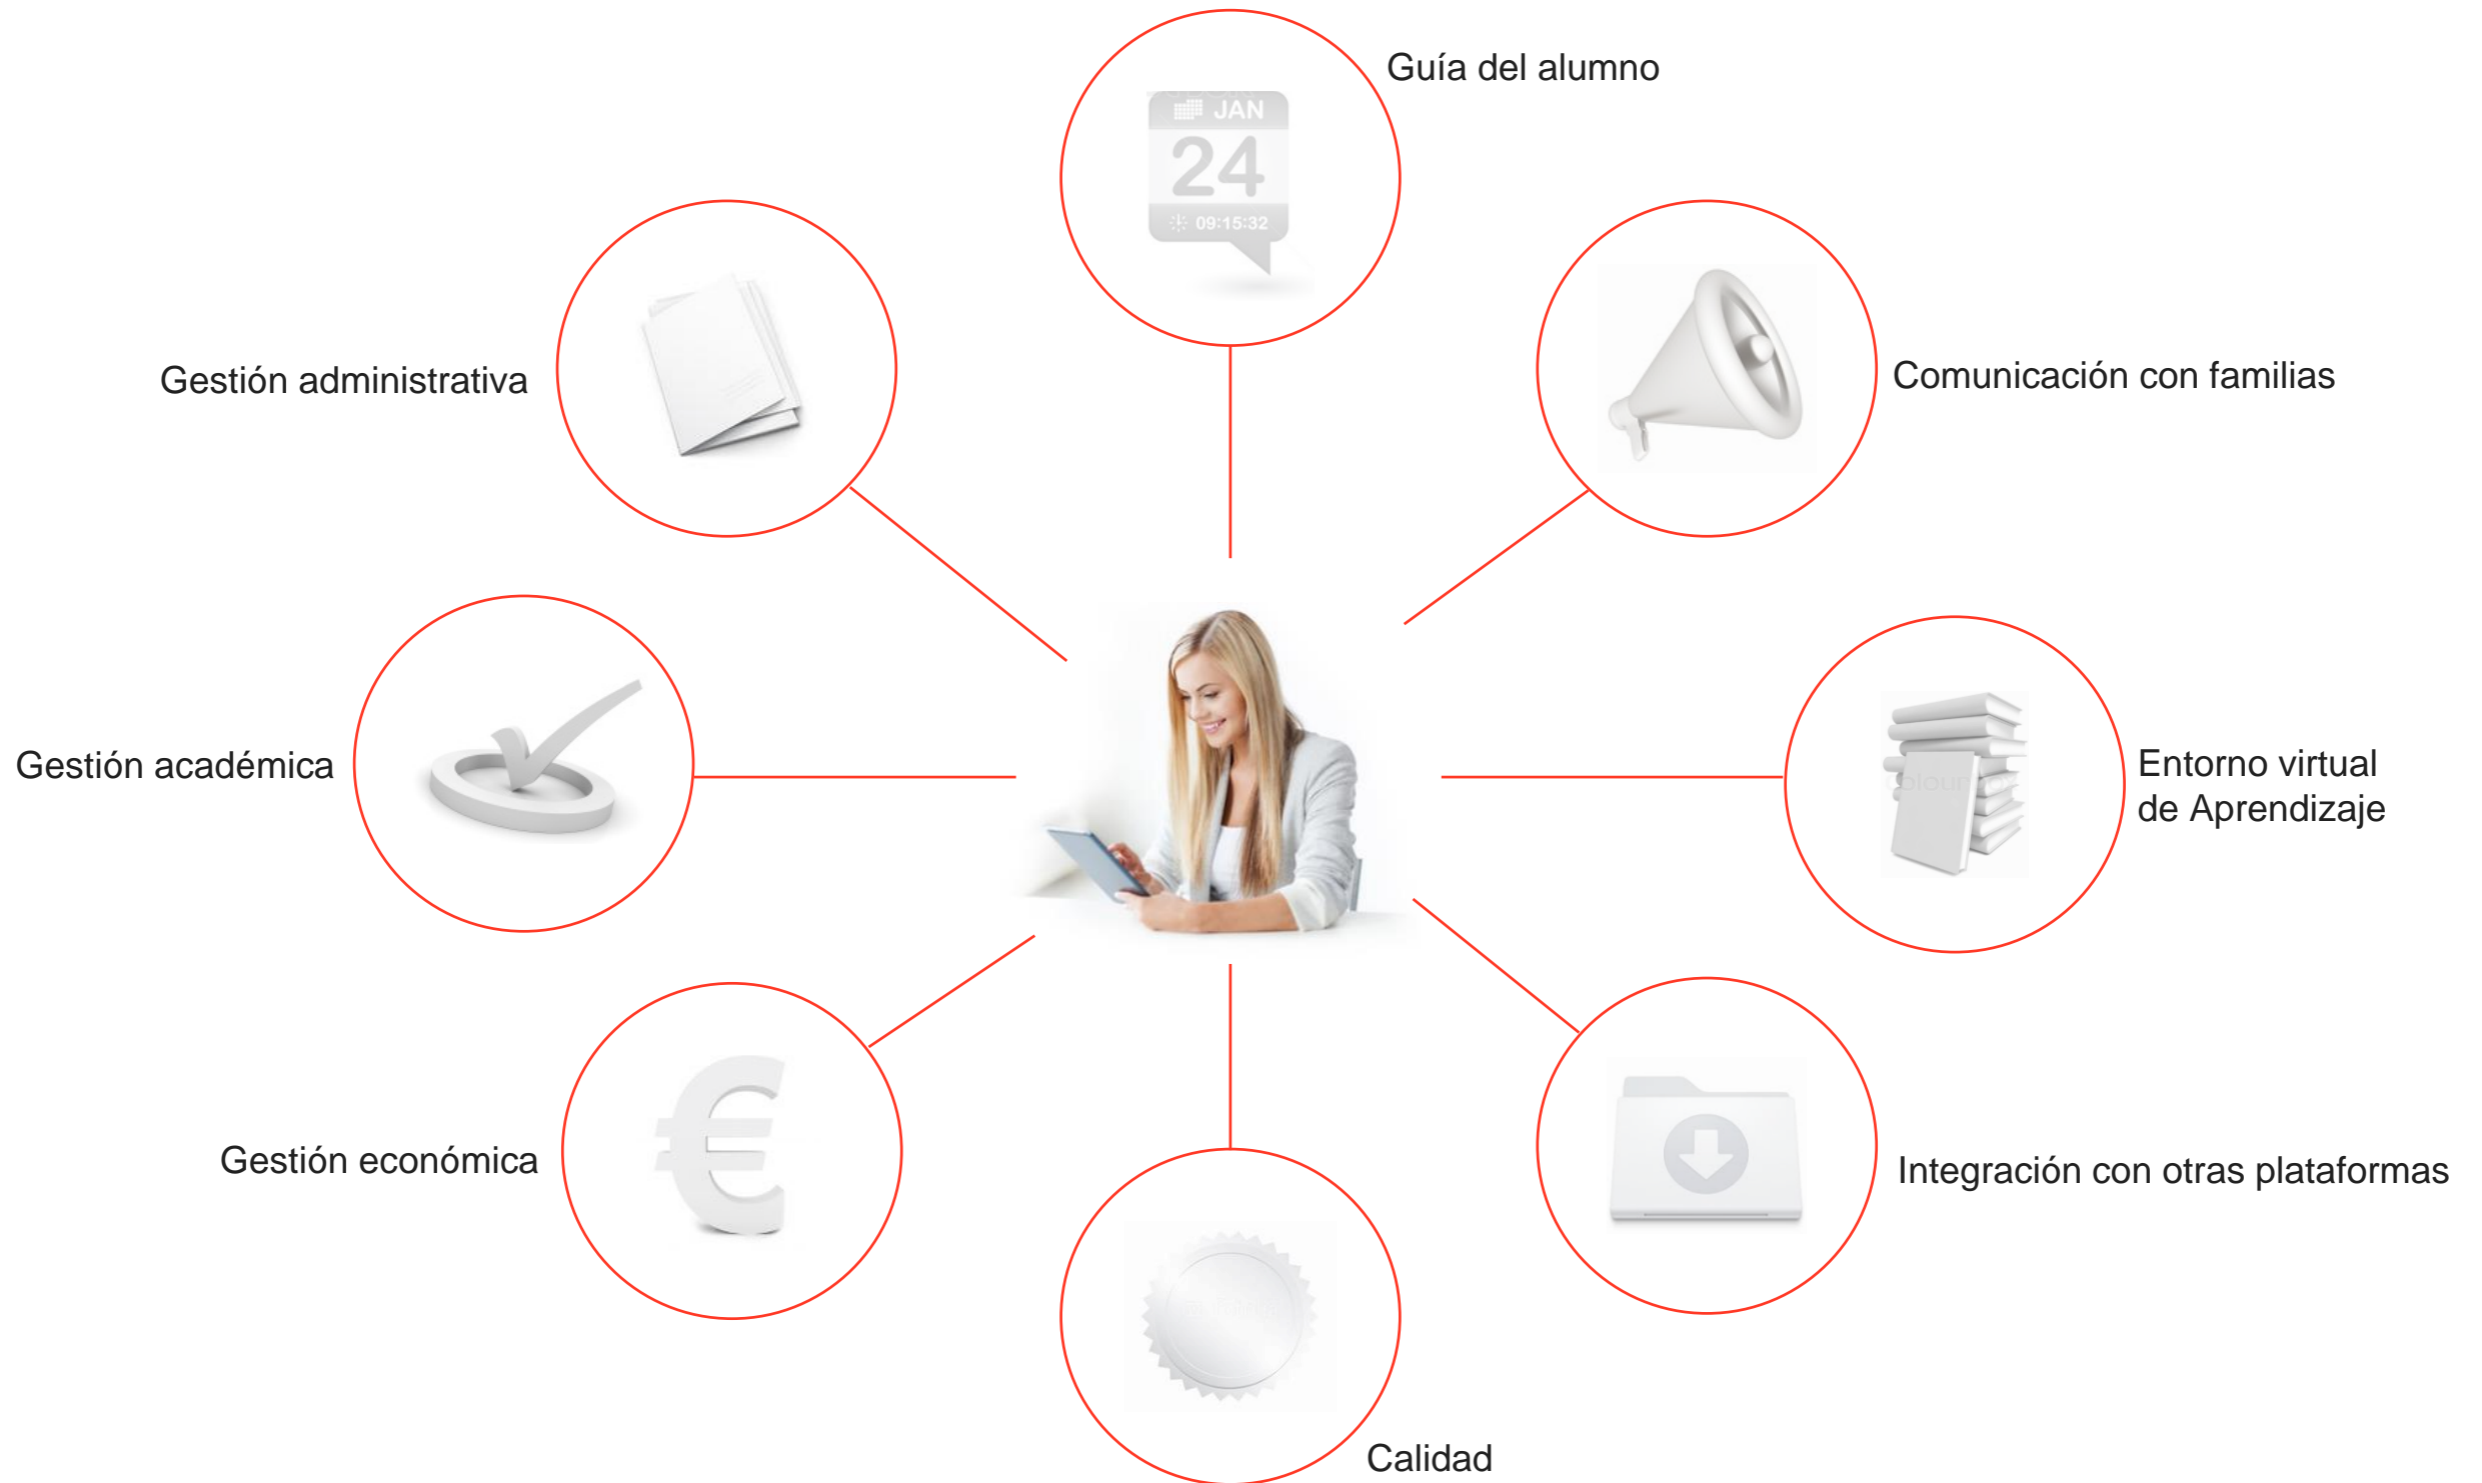 Guía del alumno
JAN
24
09:15:32
Gestión administrativa
Comunicación con familias
Gestión académica
Entorno virtual
de Aprendizaje
Gestión económica
€
Integración con otras plataformas
Calidad